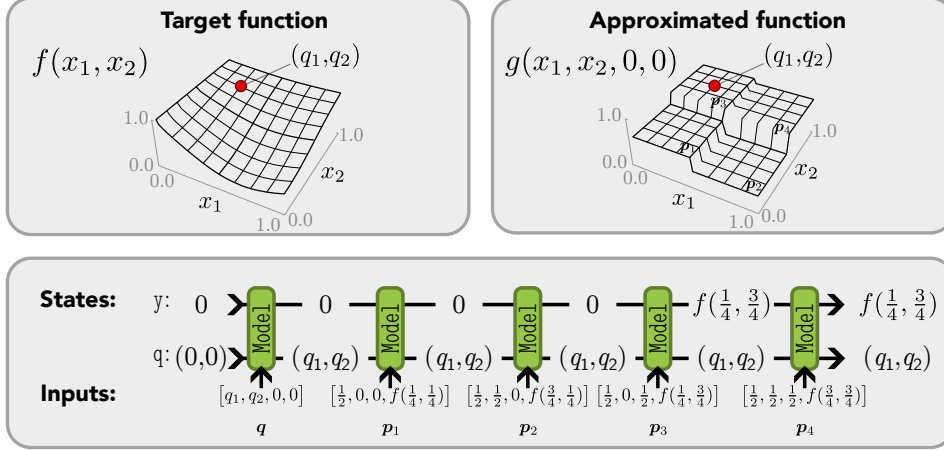 Target function
f(x₁, x₂)
(q₁,q₂)
1.0
0.0
0.0
x₁
1.0
0.0
x₂
1.0
Approximated function
g(x₁, x₂, 0, 0)
(q₁,q₂)
p₃
p₄
p₁
p₂
1.0
0.0
0.0
x₁
1.0
0.0
x₂
1.0
States: y: 0 Model 0 Model 0 Model 0 Model f(1/4, 3/4) Model f(1/4, 3/4)
q: (0,0) (q₁,q₂) (q₁,q₂) (q₁,q₂) (q₁,q₂) (q₁,q₂)
Inputs: [q₁, q₂, 0, 0] [1/2, 0, 0, f(1/4, 1/4)] [1/2, 1/2, 0, f(3/4, 1/4)] [1/2, 0, 1/2, f(1/4, 3/4)] [1/2, 1/2, 1/2, f(3/4, 3/4)]
q p₁ p₂ p₃ p₄